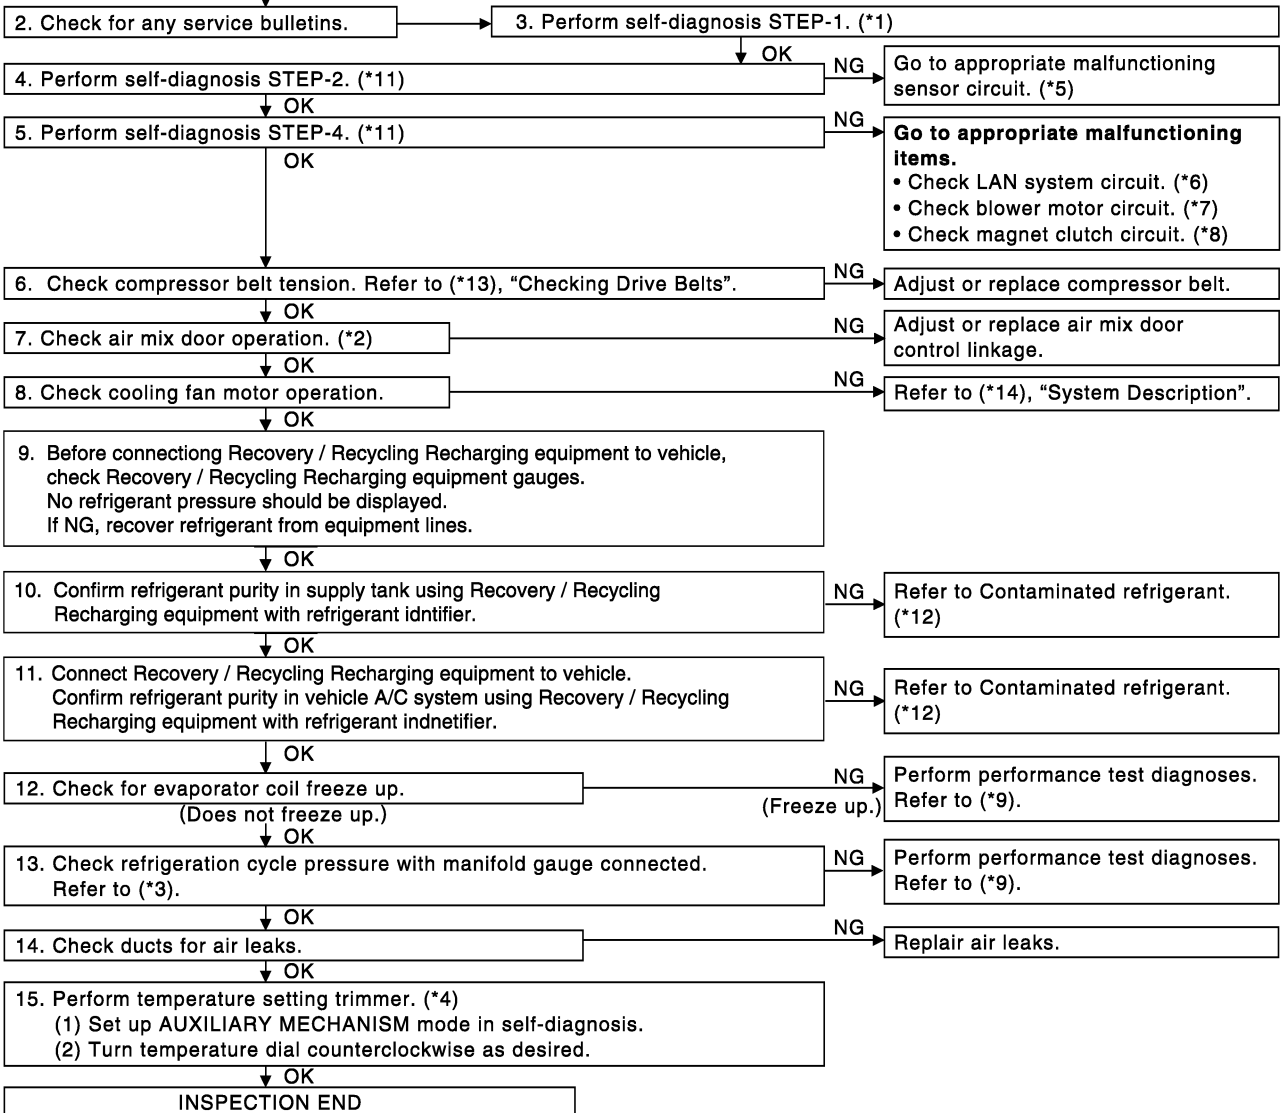 2. Check for any service bulletins.
3. Perform self-diagnosis STEP-1. (*1)
OK
4. Perform self-diagnosis STEP-2. (*11)
NG
Go to appropriate malfunctioning
sensor circuit. (*5)
OK
5. Perform self-diagnosis STEP-4. (*11)
NG
Go to appropriate malfunctioning
items.
• Check LAN system circuit. (*6)
• Check blower motor circuit. (*7)
• Check magnet clutch circuit. (*8)
OK
6. Check compressor belt tension. Refer to (*13), “Checking Drive Belts”.
NG
Adjust or replace compressor belt.
OK
7. Check air mix door operation. (*2)
NG
Adjust or replace air mix door
control linkage.
OK
8. Check cooling fan motor operation.
NG
Refer to (*14), “System Description”.
OK
9. Before connectiong Recovery / Recycling Recharging equipment to vehicle,
check Recovery / Recycling Recharging equipment gauges.
No refrigerant pressure should be displayed.
If NG, recover refrigerant from equipment lines.
OK
10. Confirm refrigerant purity in supply tank using Recovery / Recycling
Recharging equipment with refrigerant idntifier.
NG
Refer to Contaminated refrigerant.
(*12)
OK
11. Connect Recovery / Recycling Recharging equipment to vehicle.
Confirm refrigerant purity in vehicle A/C system using Recovery / Recycling
Recharging equipment with refrigerant indnetifier.
NG
Refer to Contaminated refrigerant.
(*12)
OK
12. Check for evaporator coil freeze up.
(Does not freeze up.)
NG
(Freeze up.)
Perform performance test diagnoses.
Refer to (*9).
OK
13. Check refrigeration cycle pressure with manifold gauge connected.
Refer to (*3).
NG
Perform performance test diagnoses.
Refer to (*9).
OK
14. Check ducts for air leaks.
NG
Replair air leaks.
OK
15. Perform temperature setting trimmer. (*4)
(1) Set up AUXILIARY MECHANISM mode in self-diagnosis.
(2) Turn temperature dial counterclockwise as desired.
OK
INSPECTION END